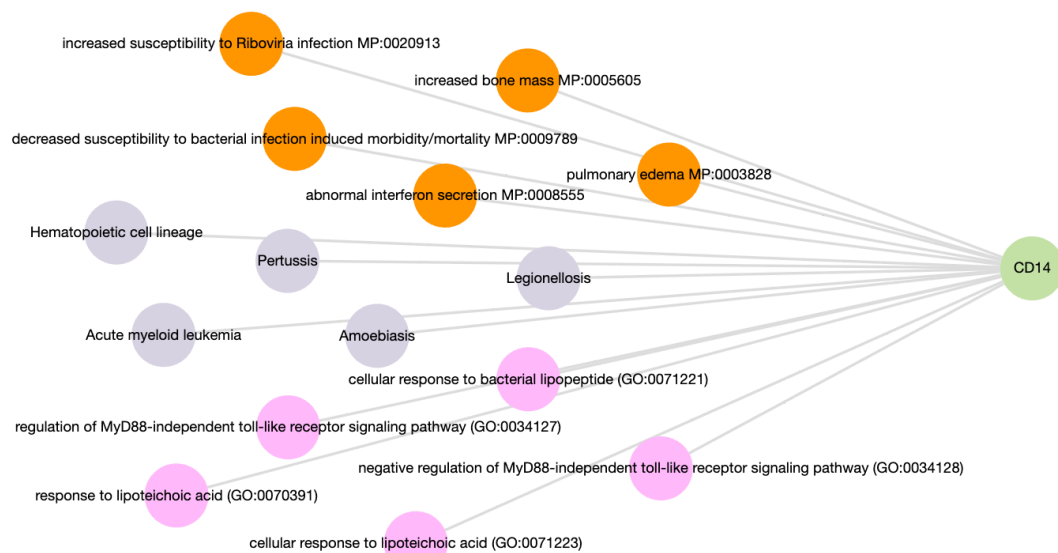 increased susceptibility to Riboviria infection MP:0020913
increased bone mass MP:0005605
decreased susceptibility to bacterial infection induced morbidity/mortality MP:0009789
pulmonary edema MP:0003828
abnormal interferon secretion MP:0008555
Hematopoietic cell lineage
Pertussis
CD14
Legionellosis
Acute myeloid leukemia
Amoebiasis
cellular response to bacterial lipopeptide (GO:0071221)
regulation of MyD88-independent toll-like receptor signaling pathway (GO:0034127)
negative regulation of MyD88-independent toll-like receptor signaling pathway (GO:0034128)
response to lipoteichoic acid (GO:0070391)
cellular response to lipoteichoic acid (GO:0071223)